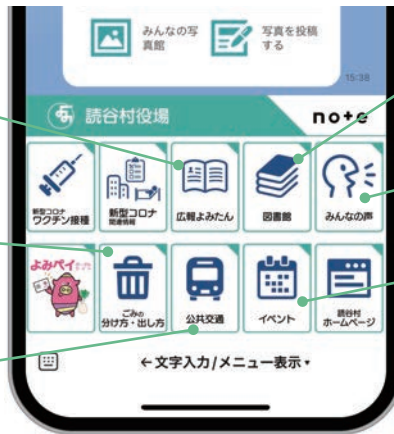 みんなの写
真館
写真を投稿
する
15:38
読谷村役場
note
新型コロナ
ワクチン接種
新型コロナ
関連情報
広報よみたん
図書館
みんなの声
よみペイ
ごみの
分け方・出し方
公共交通
イベント
読谷村
ホームページ
←文字入力/メニュー表示▾